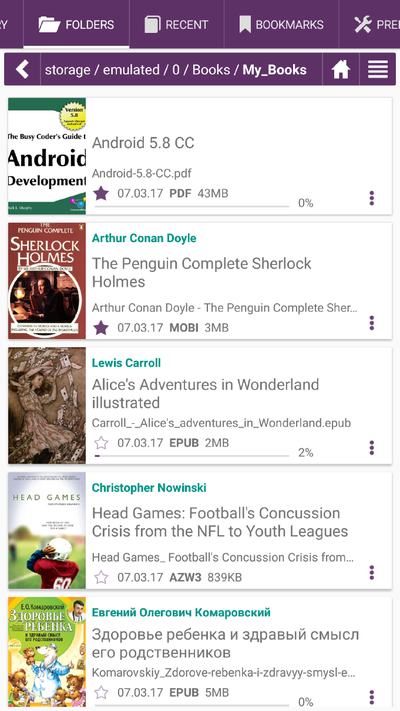 RY
FOLDERS
RECENT
BOOKMARKS
PRE
storage / emulated / 0 / Books / My_Books
Version
5.8
The Busy Coder's Guide t
Android
Development
Android 5.8 CC
Android-5.8-CC.pdf
07.03.17 PDF 43MB
0%
THE
PENGUIN COMPLETE
SHERLOCK
HOLMES
Arthur Conan Doyle
The Penguin Complete Sherlock
Holmes
Arthur Conan Doyle - The Penguin Complete Sher...
07.03.17 MOBI 3MB
Lewis Carroll
Alice's Adventures in Wonderland
illustrated
Carroll_-_Alice's_adventures_in_Wonderland.epub
07.03.17 EPUB 2MB
2%
HEAD GAMES
60
Christopher Nowinski
Head Games: Football's Concussion
Crisis from the NFL to Youth Leagues
Head Games_ Football's Concussion Crisis from...
07.03.17 AZW3 839KB
Е.О.Комаровский
ЗДОРОВЬЕ
РЕБЕНКА
И ЗДРАВЫЙ СМЫСЛ
ЕГО РОДСТВЕННИКОВ
Евгений Олегович Комаровский
Здоровье ребенка и здравый смысл
его родственников
Komarovskiy_Zdorove-rebenka-i-zdravyy-smysl-e...
07.03.17 EPUB 5MB
0%